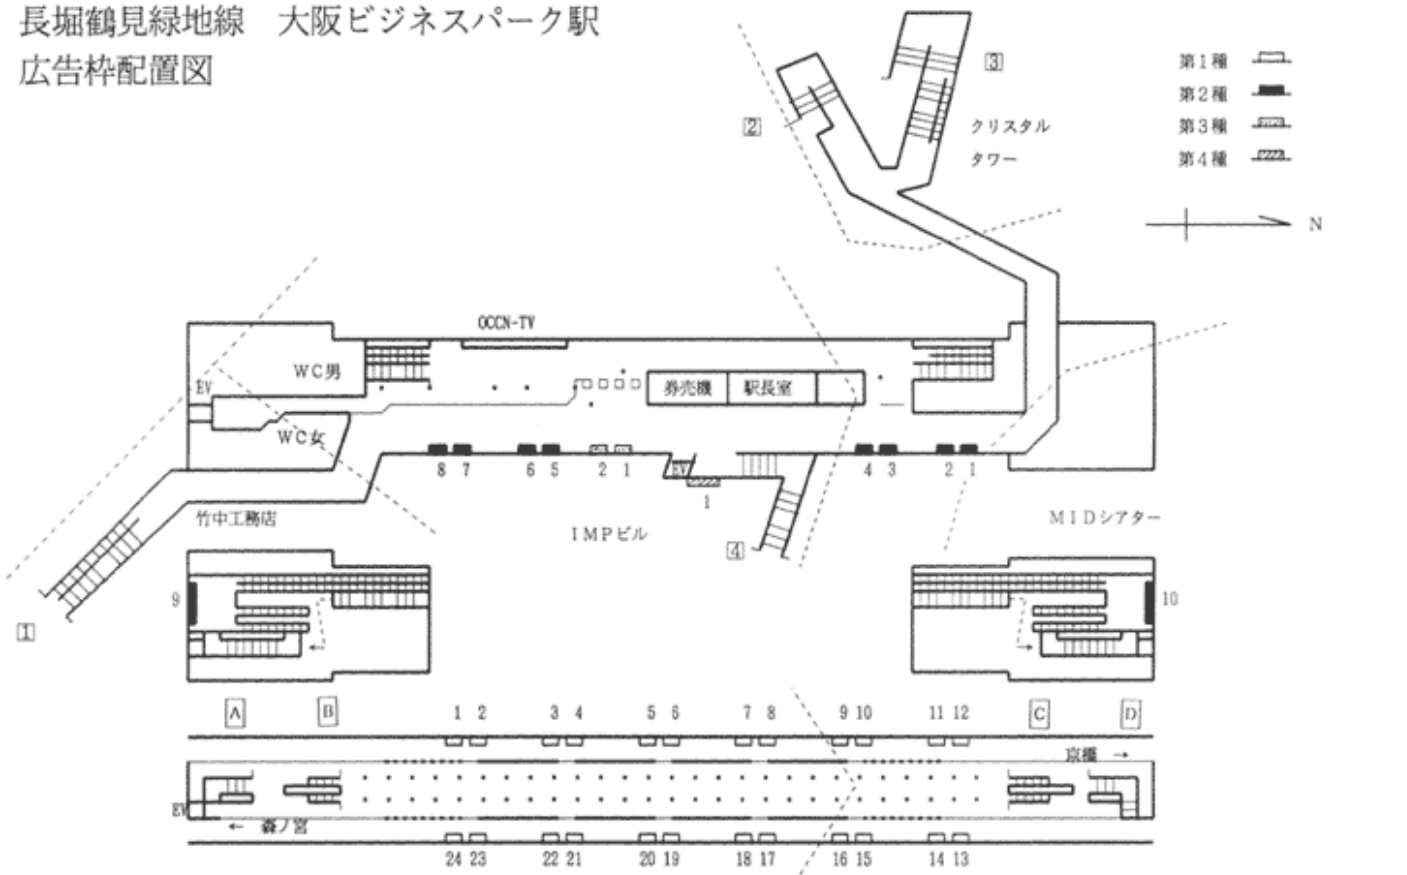 長堀鶴見緑地線　大阪ビジネスパーク駅
広告枠配置図
3
第1種
第2種
2
クリスタル
第3種
タワー
第4種
N
OCCN-TV
WC男
EV
券売機
駅長室
WC女
8 7 6 5 2 1 EV 4 3 2 1
1
竹中工務店
IMPビル
MIDシアター
4
9
10
1
A B 1 2 3 4 5 6 7 8 9 10 11 12 C D
京橋 →
EV
← 森ノ宮
24 23 22 21 20 19 18 17 16 15 14 13